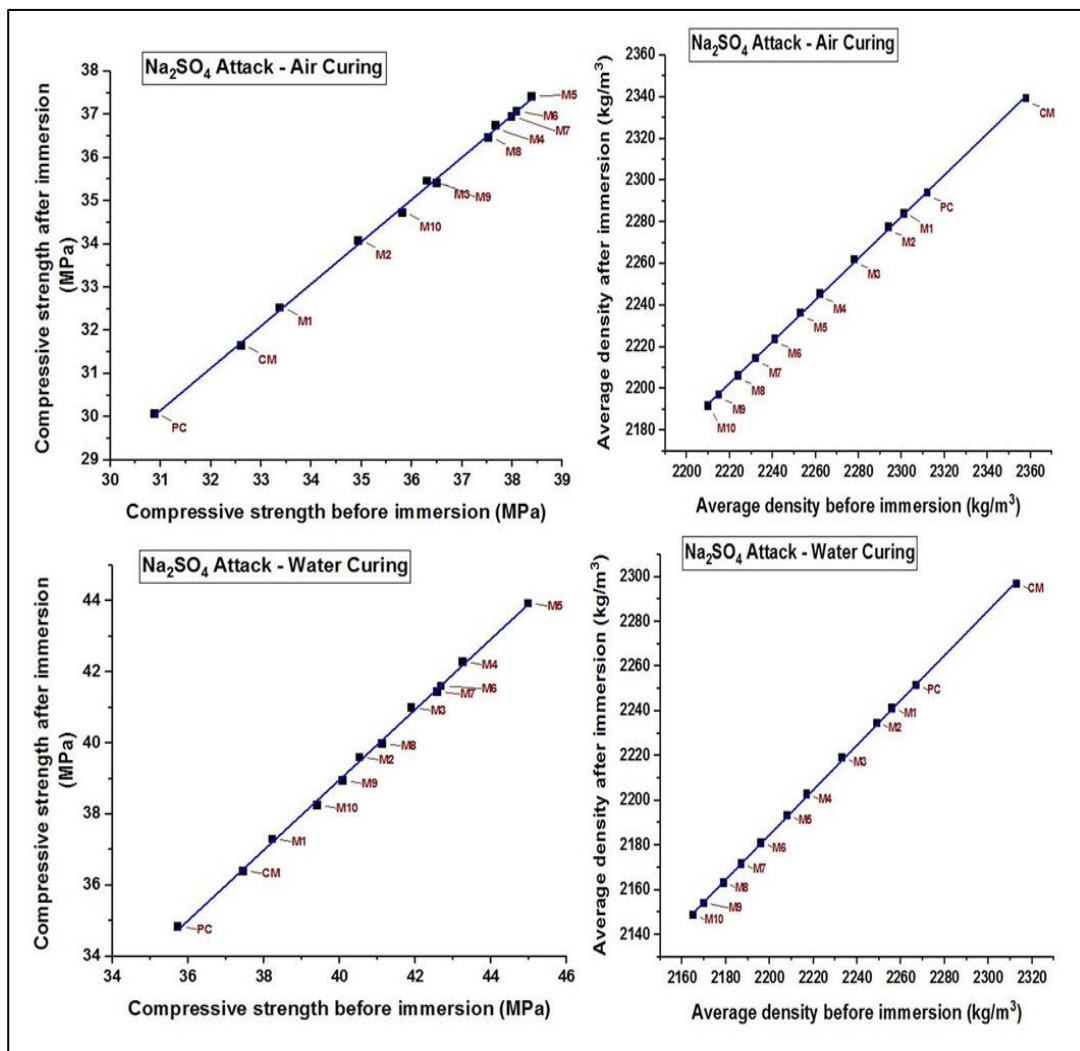 Na₂SO₄ Attack - Air Curing
Compressive strength after immersion
(MPa)
38
37
36
35
34
33
32
31
30
29
M5
M6
M7
M4
M8
M3
M9
M10
M2
M1
CM
PC
30
31
32
33
34
35
36
37
38
39
Compressive strength before immersion (MPa)
Na₂SO₄ Attack - Air Curing
Average density after immersion (kg/m³)
2360
2340
2320
2300
2280
2260
2240
2220
2200
2180
CM
PC
M1
M2
M3
M4
M5
M6
M7
M8
M9
M10
2200
2220
2240
2260
2280
2300
2320
2340
2360
Average density before immersion (kg/m³)
Na₂SO₄ Attack - Water Curing
Compressive strength after immersion
(MPa)
44
42
40
38
36
34
M5
M4
M6
M7
M3
M8
M2
M9
M10
M1
CM
PC
34
36
38
40
42
44
46
Compressive strength before immersion (MPa)
Na₂SO₄ Attack - Water Curing
Average density after immersion (kg/m³)
2300
2280
2260
2240
2220
2200
2180
2160
2140
CM
PC
M1
M2
M3
M4
M5
M6
M7
M8
M9
M10
2160
2180
2200
2220
2240
2260
2280
2300
2320
Average density before immersion (kg/m³)